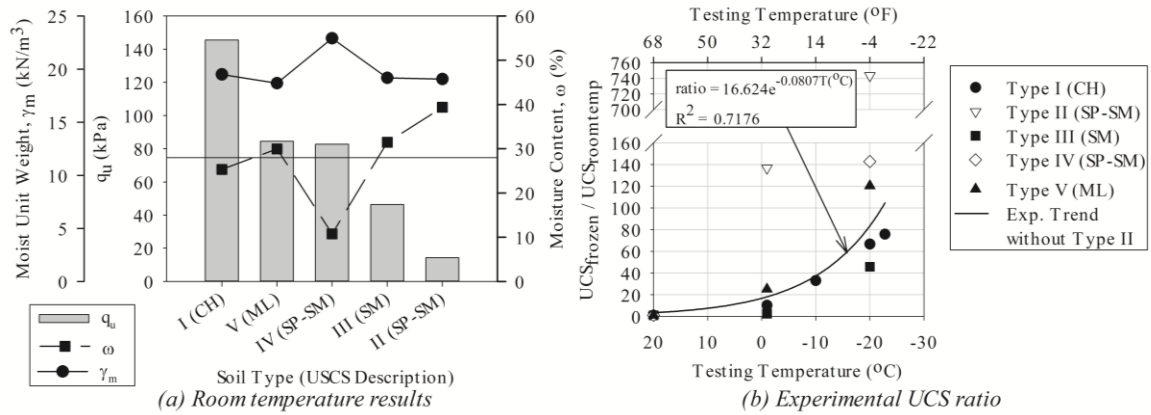 Moist Unit Weight, γm (kN/m³)
25
20
15
10
5
0
qu (kPa)
160
140
120
100
80
60
40
20
0
60
50
40
30
20
10
0
Moisture Content, ω (%)
I (CH)
V (ML)
IV (SP-SM)
III (SM)
II (SP-SM)
Soil Type (USCS Description)
qu
ω
γm
(a) Room temperature results
Testing Temperature (°F)
68 50 32 14 -4 -22
UCSfrozen / UCSroomtemp
760
740
700
160
140
120
100
80
60
40
20
0
ratio = 16.624e^-0.0807T(°C)
R² = 0.7176
20 10 0 -10 -20 -30
Testing Temperature (°C)
Type I (CH)
Type II (SP-SM)
Type III (SM)
Type IV (SP-SM)
Type V (ML)
Exp. Trend
without Type II
(b) Experimental UCS ratio